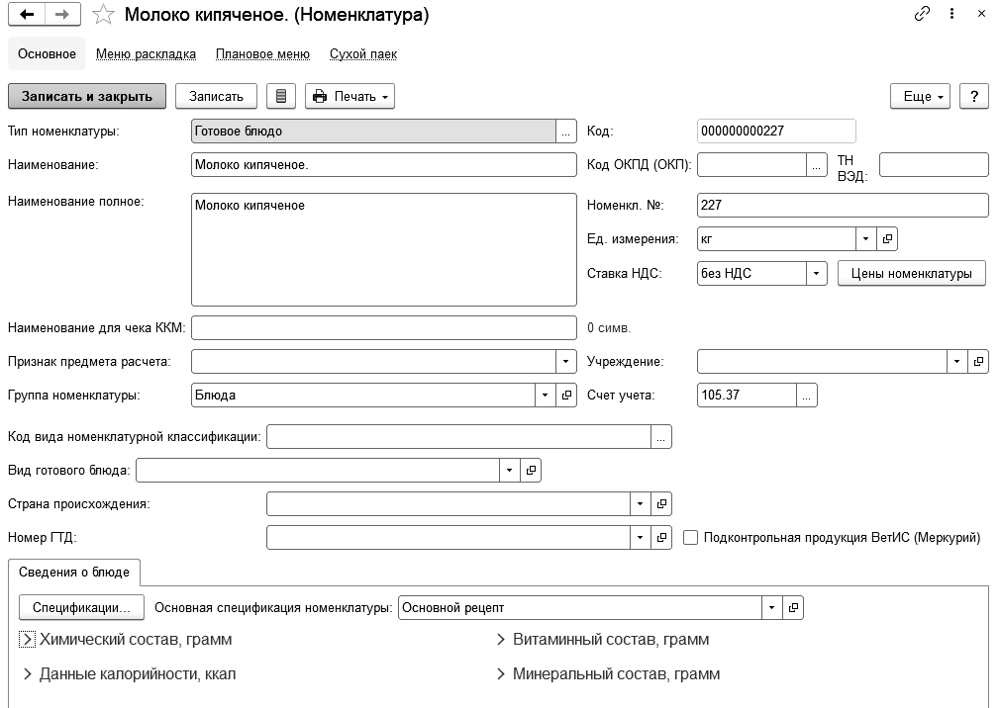 Молоко кипяченое. (Номенклатура)
Основное Меню раскладка Плановое меню Сухой паек
Записать и закрыть Записать Печать Еще ?
Тип номенклатуры: Готовое блюдо ... Код: 000000000227
Наименование: Молоко кипяченое. Код ОКПД (ОКП): ... ТН ВЭД:
Наименование полное: Молоко кипяченое Номенкл. №: 227
Ед. измерения: кг
Ставка НДС: без НДС Цены номенклатуры
Наименование для чека ККМ: 0 симв.
Признак предмета расчета: Учреждение:
Группа номенклатуры: Блюда Счет учета: 105.37 ...
Код вида номенклатурной классификации: ...
Вид готового блюда:
Страна происхождения:
Номер ГТД: Подконтрольная продукция ВетИС (Меркурий)
Сведения о блюде
Спецификации... Основная спецификация номенклатуры: Основной рецепт
Химический состав, грамм Витаминный состав, грамм
Данные калорийности, ккал Минеральный состав, грамм